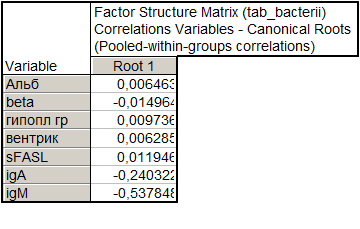 Factor Structure Matrix (tab_bacterii)
Correlations Variables - Canonical Roots
(Pooled-within-groups correlations)
Variable Root 1
Альб 0,006463
beta -0,014964
гипопл гр 0,009736
вентрик 0,006285
sFASL 0,011946
igA -0,240322
igM -0,537848